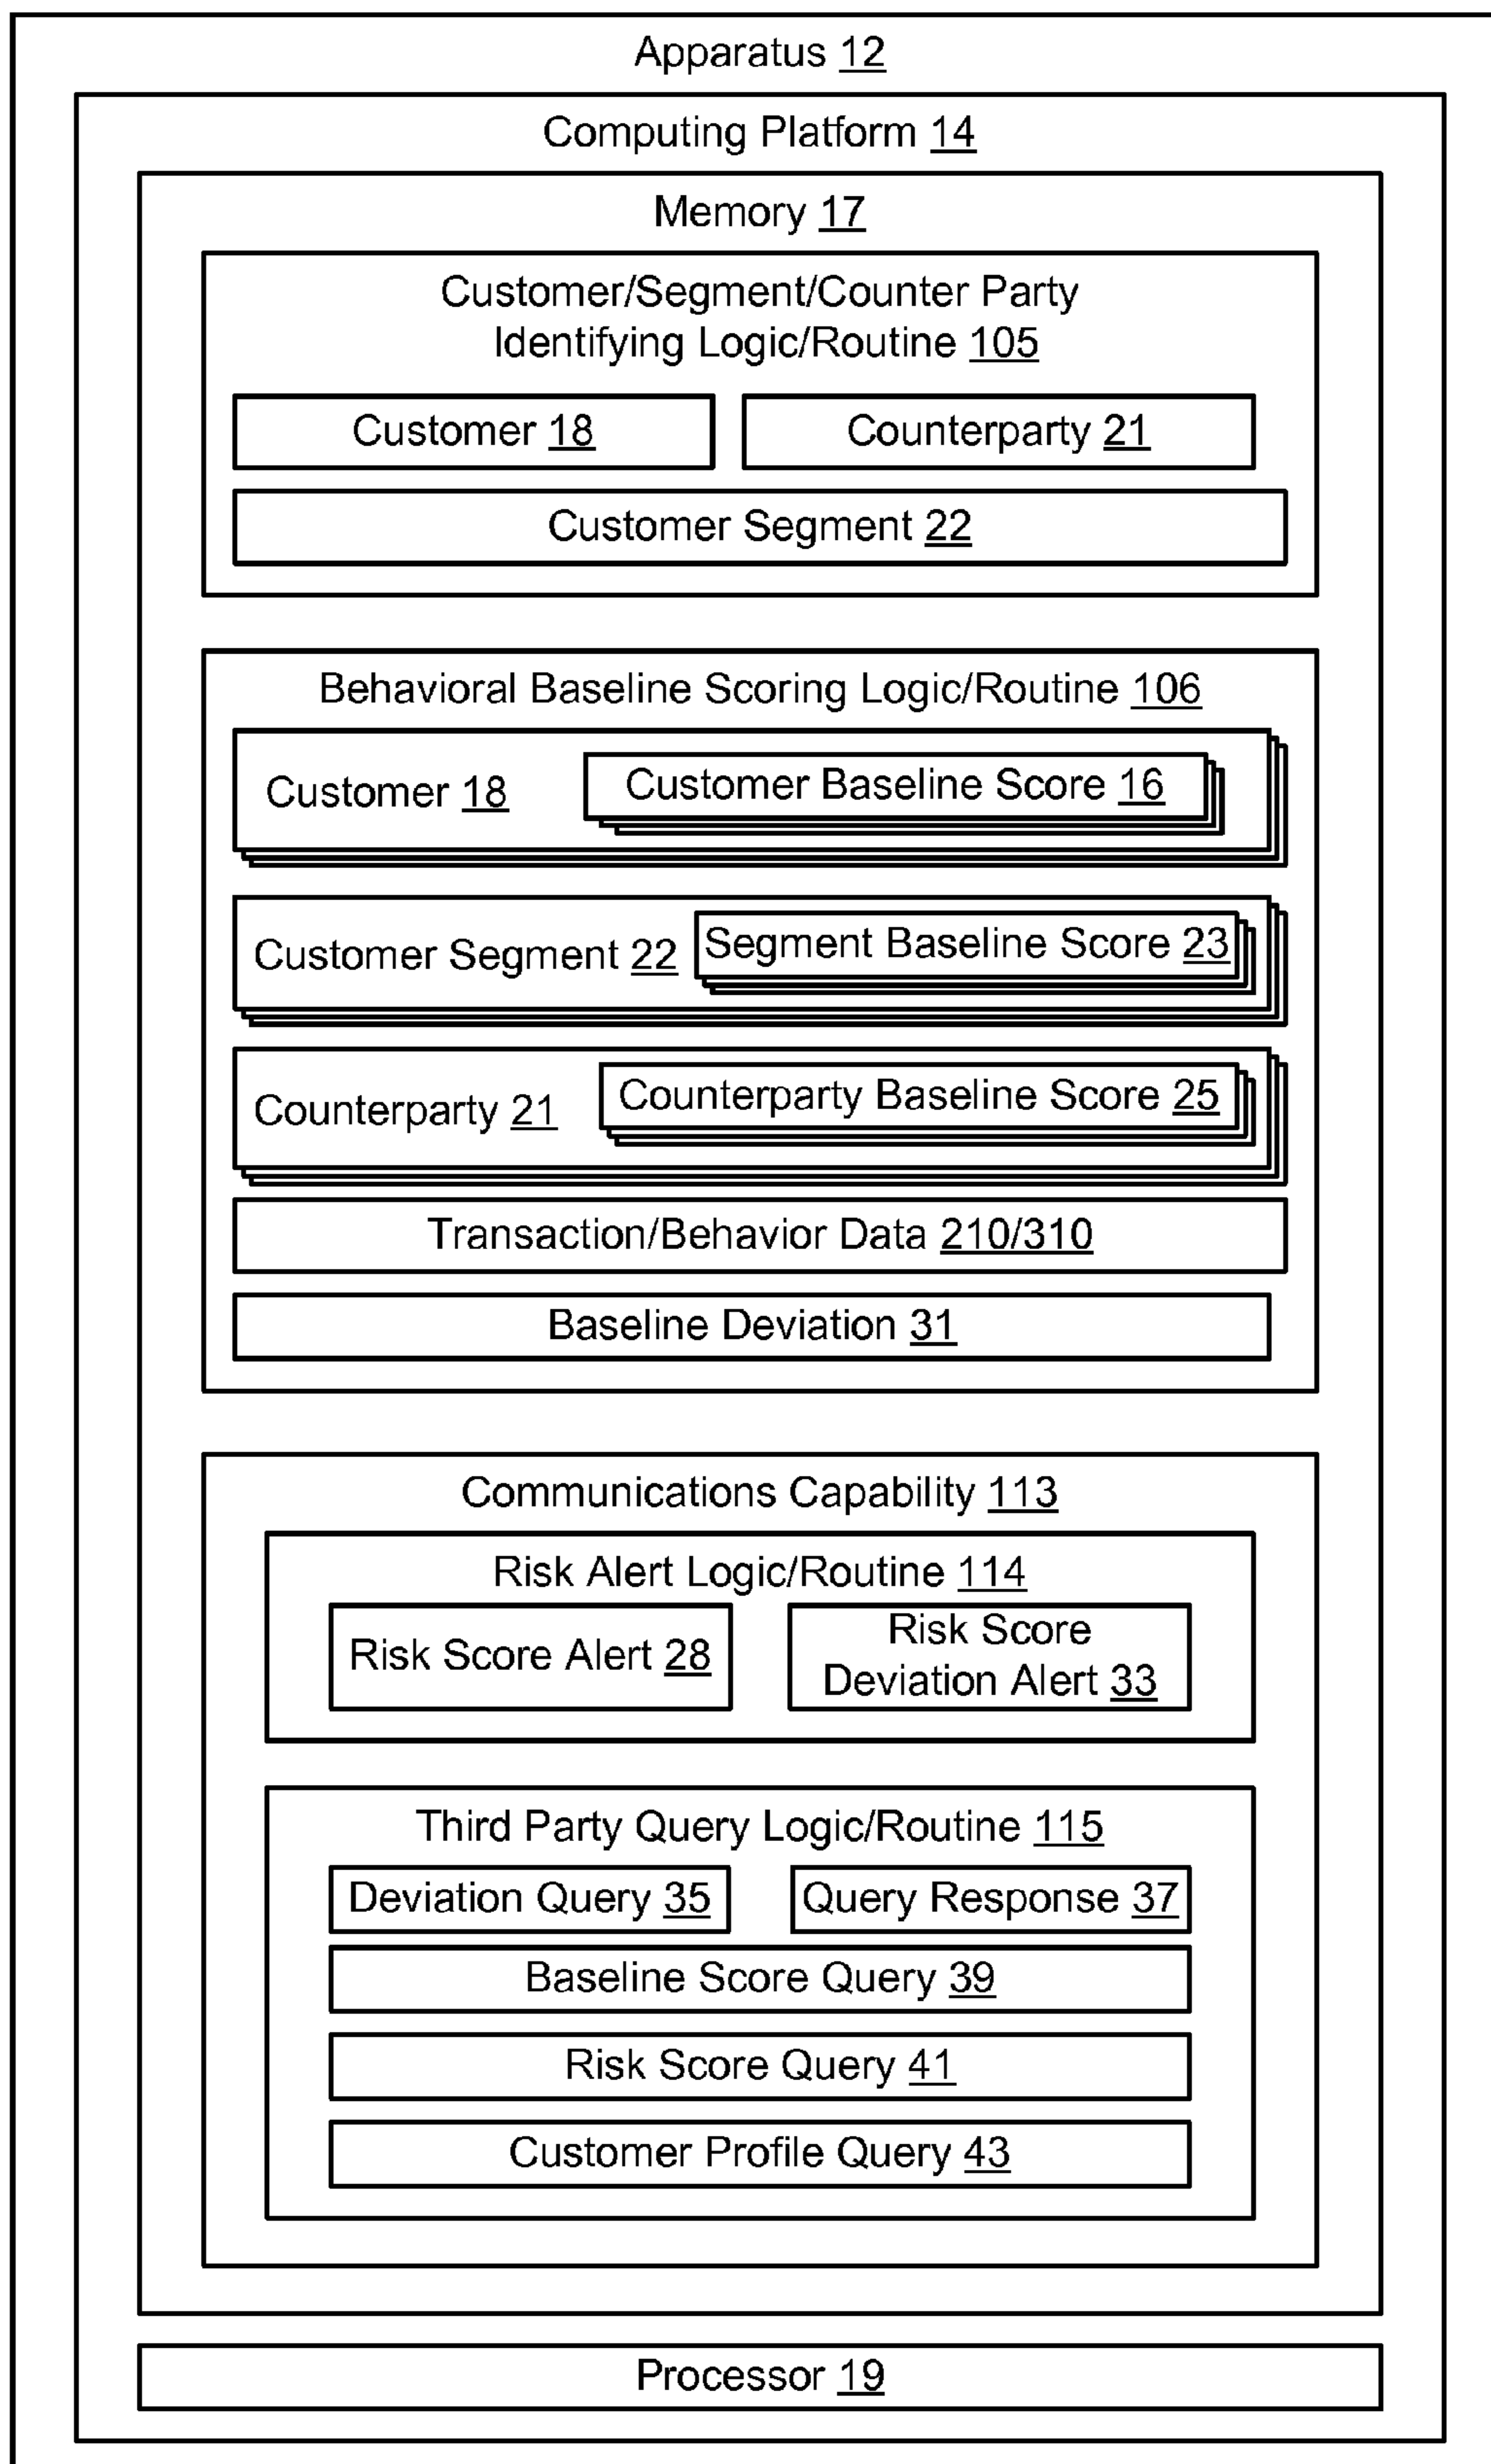 Apparatus 12
Computing Platform 14
Memory 17
Customer/Segment/Counter Party
Identifying Logic/Routine 105
Customer 18
Counterparty 21
Customer Segment 22
Behavioral Baseline Scoring Logic/Routine 106
Customer 18
Customer Baseline Score 16
Customer Segment 22
Segment Baseline Score 23
Counterparty 21
Counterparty Baseline Score 25
Transaction/Behavior Data 210/310
Baseline Deviation 31
Communications Capability 113
Risk Alert Logic/Routine 114
Risk Score Alert 28
Risk Score
Deviation Alert 33
Third Party Query Logic/Routine 115
Deviation Query 35
Query Response 37
Baseline Score Query 39
Risk Score Query 41
Customer Profile Query 43
Processor 19